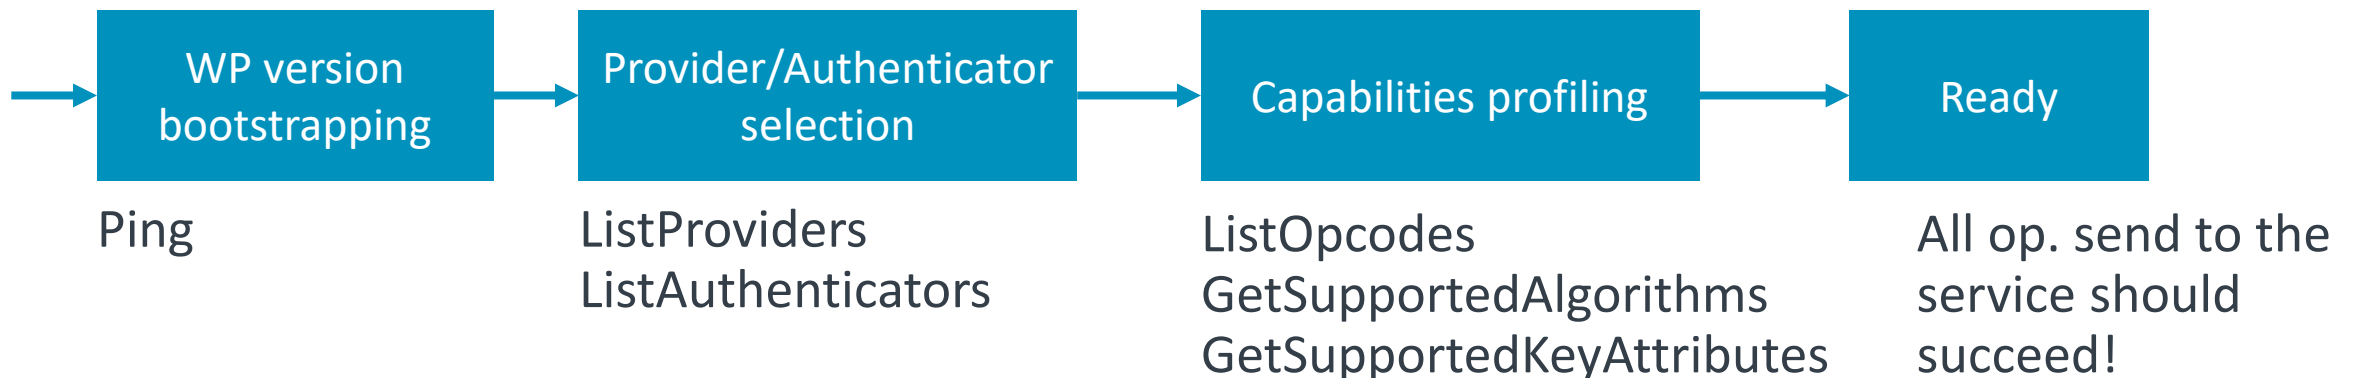 WP version
bootstrapping
Provider/Authenticator
selection
Capabilities profiling
Ready
Ping
ListProviders
ListAuthenticators
ListOpcodes
GetSupportedAlgorithms
GetSupportedKeyAttributes
All op. send to the
service should
succeed!